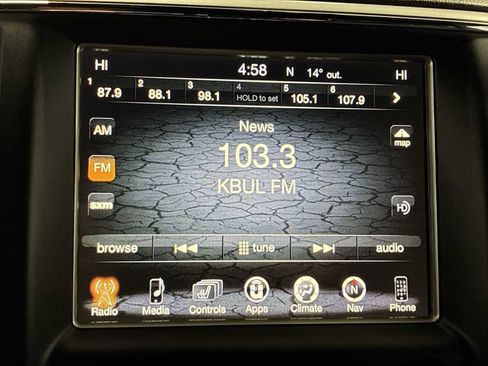 HI 4:58 N 14° out. HI
1 87.9 2 88.1 3 98.1 4 HOLD to set 5 105.1 6 107.9
AM News map
FM 103.3
KBUL FM
sxm HD
browse tune audio
Radio Media Controls Apps Climate Nav Phone